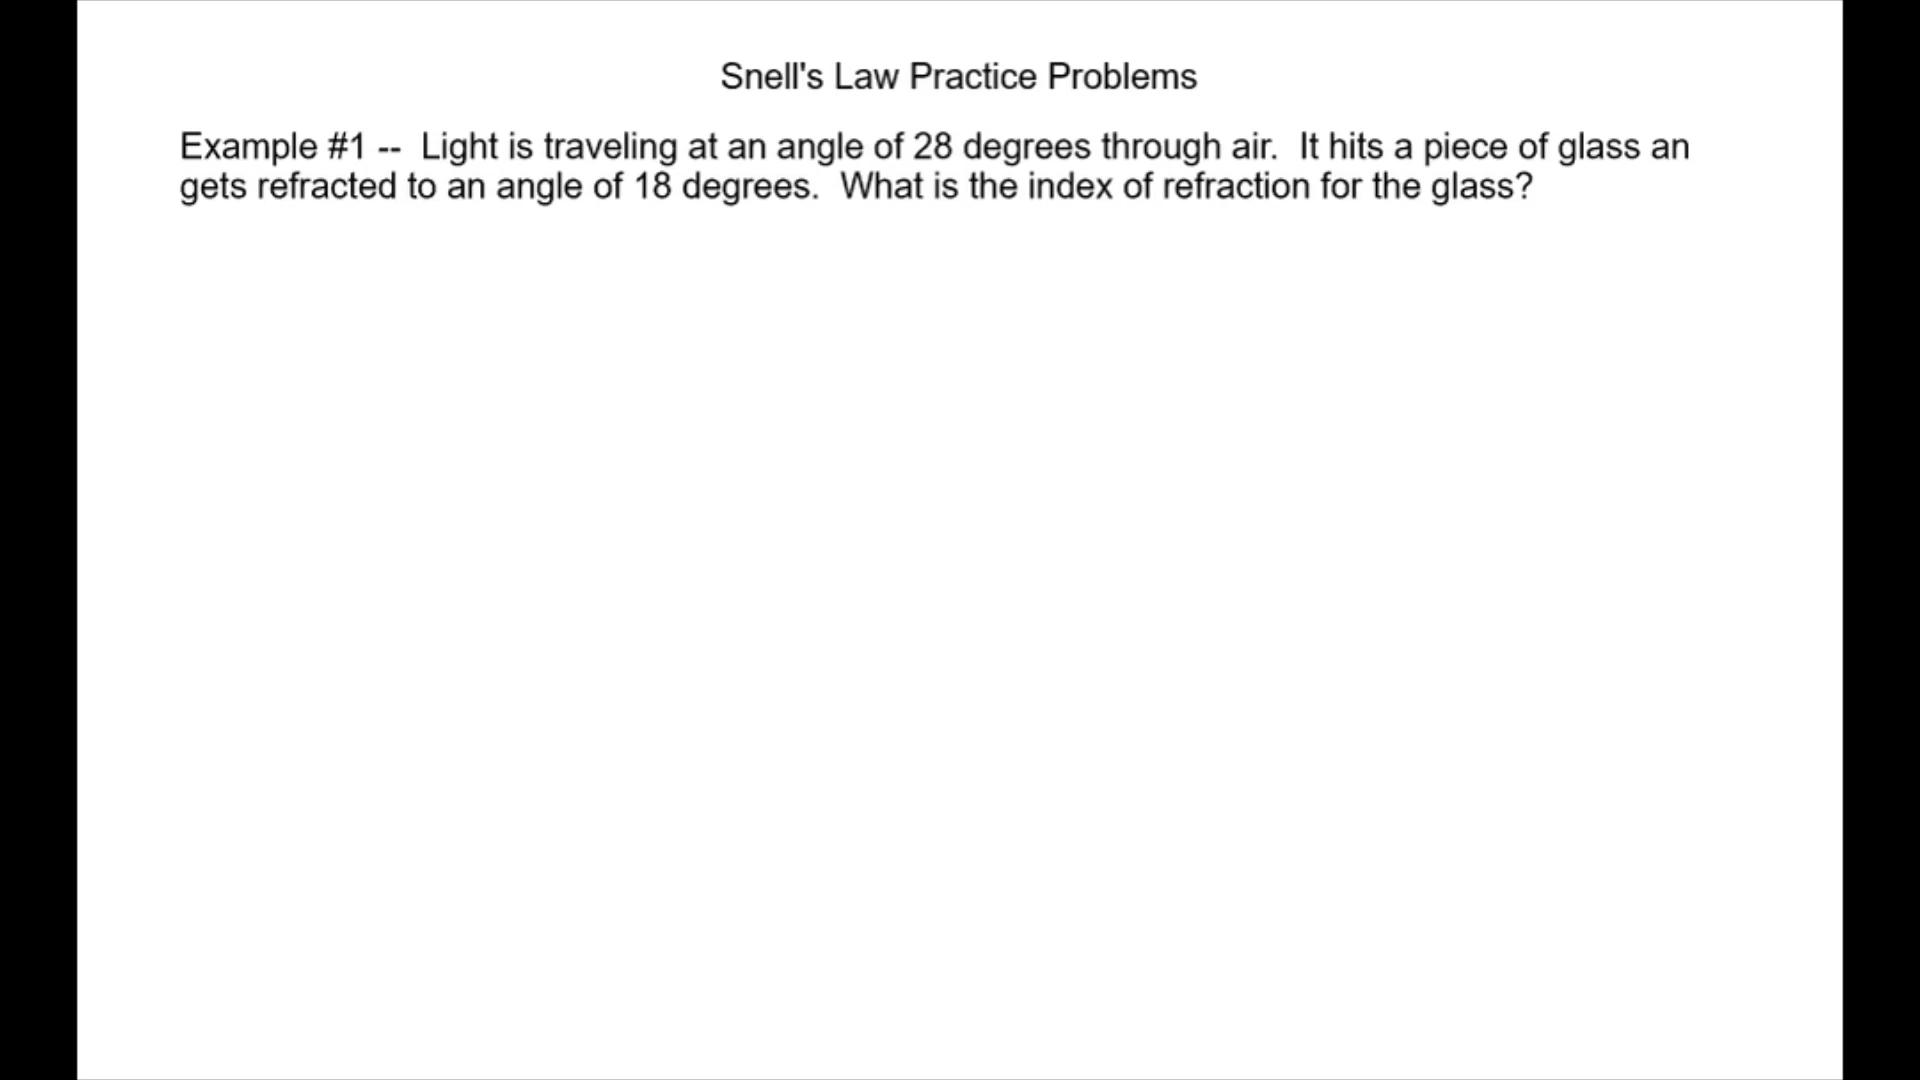 Snell's Law Practice Problems
Example #1 --  Light is traveling at an angle of 28 degrees through air.  It hits a piece of glass an
gets refracted to an angle of 18 degrees.  What is the index of refraction for the glass?